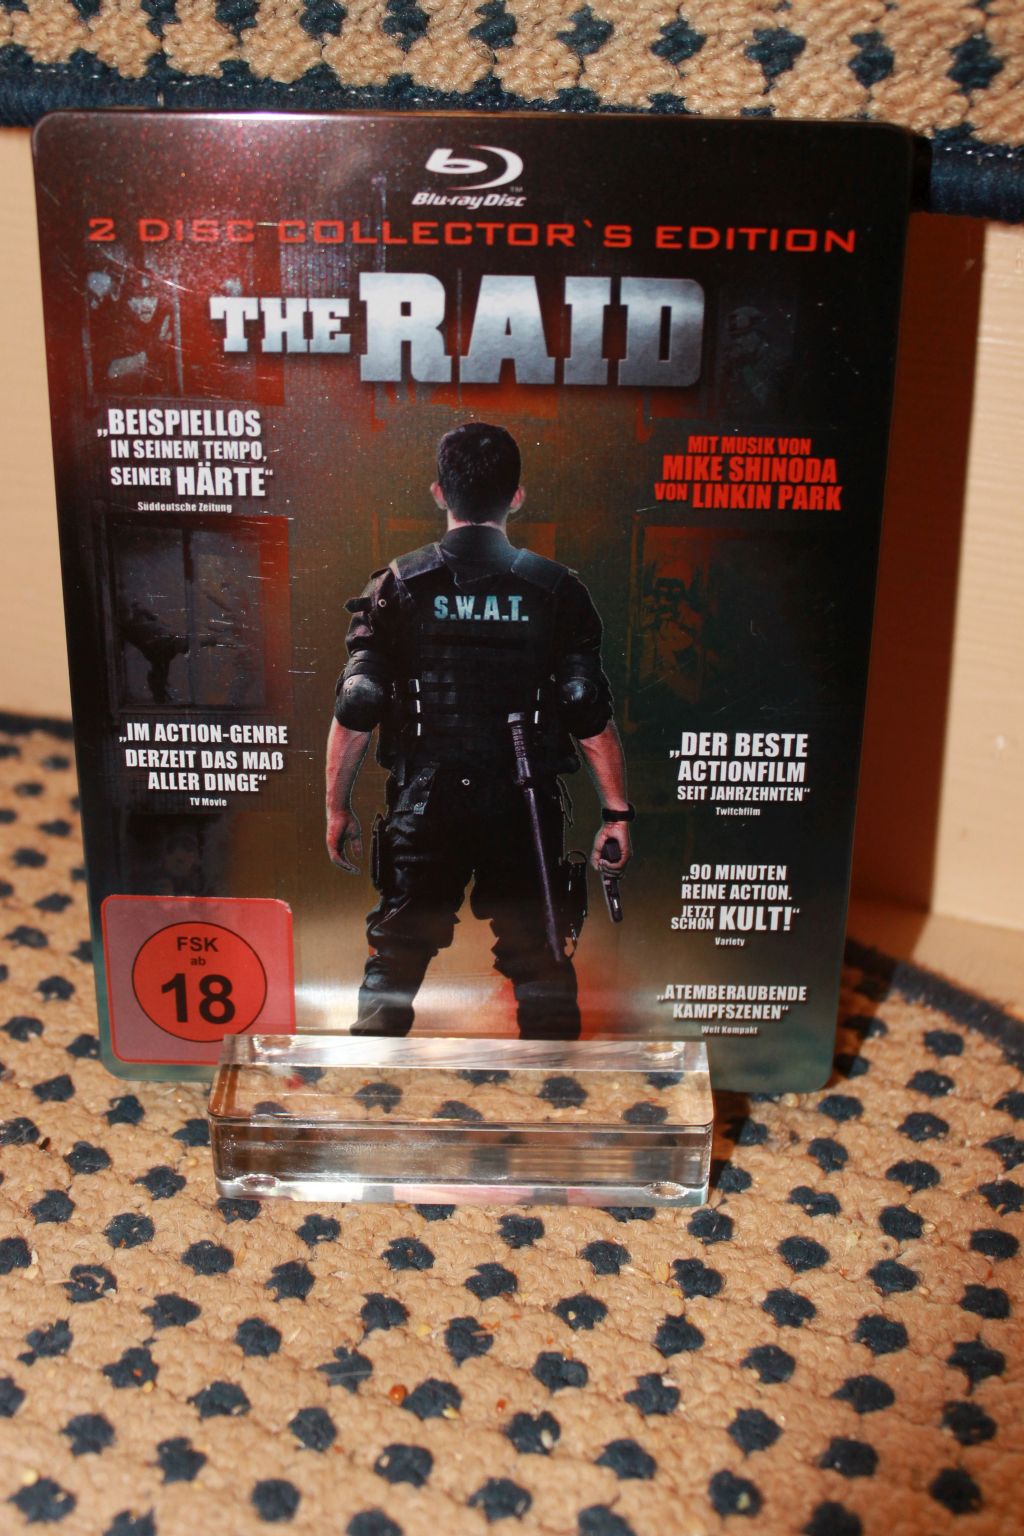 Blu-ray Disc™
2 DISC COLLECTOR`S EDITION
THE RAID
„BEISPIELLOS
IN SEINEM TEMPO,
SEINER HÄRTE“
Süddeutsche Zeitung
MIT MUSIK VON
MIKE SHINODA
VON LINKIN PARK
S.W.A.T.
„IM ACTION-GENRE
DERZEIT DAS MAß
ALLER DINGE“
TV Movie
„DER BESTE
ACTIONFILM
SEIT JAHRZEHNTEN“
Twitchfilm
„90 MINUTEN
REINE ACTION.
JETZT
SCHON KULT!“
Variety
„ATEMBERAUBENDE
KAMPFSZENEN“
Welt Kompakt
FSK
ab
18